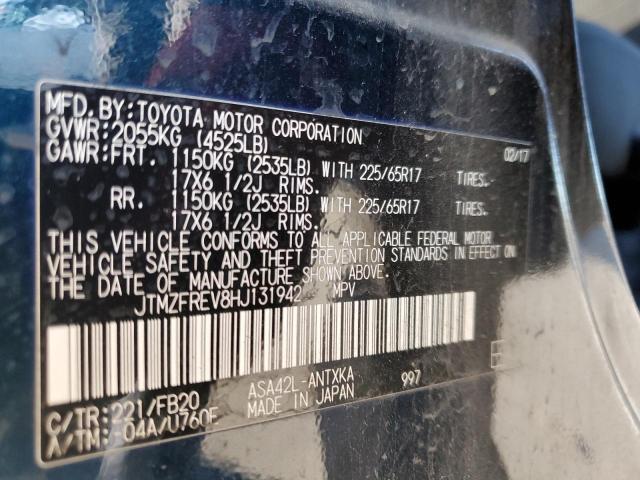 MFD.BY:TOYOTA MOTOR CORPORATION
GVWR:2055KG (4525LB) 02/17
GAWR:FRT. 1150KG (2535LB) WITH 225/65R17 TIRES.
17X6 1/2J RIMS.
RR. 1150KG (2535LB) WITH 225/65R17 TIRES.
17X6 1/2J RIMS.
THIS VEHICLE CONFORMS TO ALL APPLICABLE FEDERAL MOTOR
VEHICLE SAFETY AND THEFT PREVENTION STANDARDS IN EFFECT ON
THE DATE OF MANUFACTURE SHOWN ABOVE.
JTMZFREV8HJ131942 MPV
ASA42L-ANTXKA 997
C/TR:221/FB20 MADE IN JAPAN
A/TM:-04A/U760E